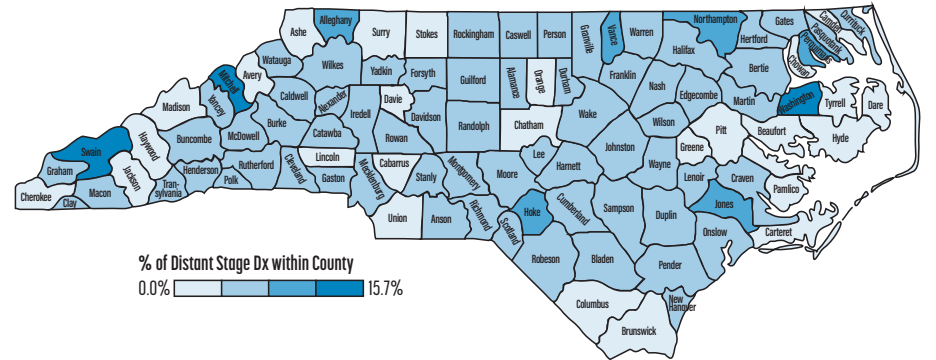 Ashe
Alleghany
Surry
Stokes
Rockingham
Caswell
Person
Granville
Vance
Warren
Northampton
Gates
Hertford
Camden
Currituck
Pasquotank
Perquimans
Chowan
Halifax
Bertie
Watauga
Wilkes
Yadkin
Forsyth
Guilford
Alamance
Orange
Durham
Franklin
Nash
Edgecombe
Martin
Washington
Tyrrell
Dare
Mitchell
Avery
Caldwell
Alexander
Iredell
Davie
Davidson
Randolph
Chatham
Wake
Wilson
Pitt
Beaufort
Hyde
Madison
Yancey
Burke
Catawba
Rowan
Johnston
Greene
Swain
Haywood
Buncombe
McDowell
Lincoln
Cabarrus
Stanly
Montgomery
Moore
Lee
Harnett
Wayne
Lenoir
Craven
Pamlico
Graham
Jackson
Henderson
Rutherford
Cleveland
Gaston
Mecklenburg
Cherokee
Clay
Macon
Tran-
sylvania
Polk
Union
Anson
Richmond
Scotland
Hoke
Cumberland
Sampson
Duplin
Jones
Onslow
Carteret
Robeson
Bladen
Pender
Columbus
New
Hanover
Brunswick
% of Distant Stage Dx within County
0.0% 15.7%